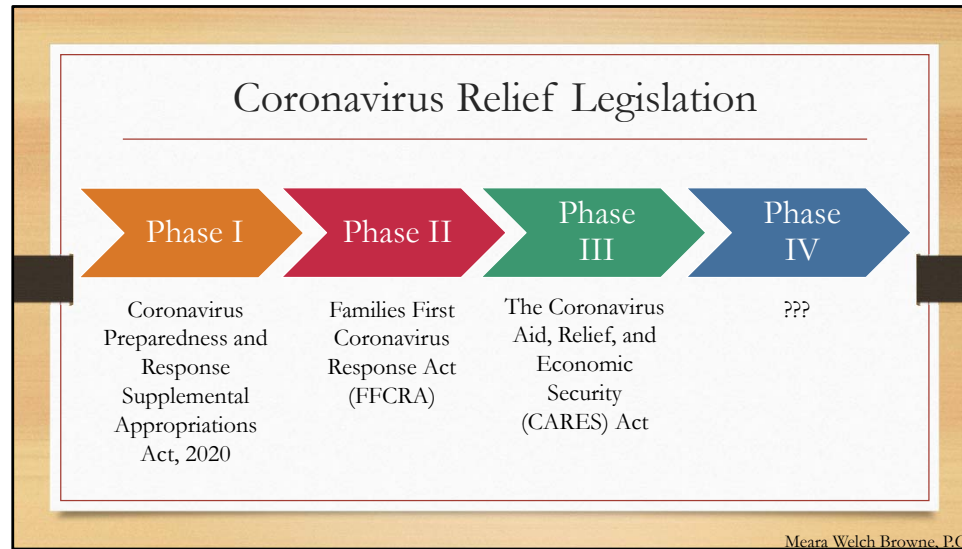 Coronavirus Relief Legislation
Phase I
Phase II
Phase
III
Phase
IV
Coronavirus
Preparedness and
Response
Supplemental
Appropriations
Act, 2020
Families First
Coronavirus
Response Act
(FFCRA)
The Coronavirus
Aid, Relief, and
Economic
Security
(CARES) Act
???
Meara Welch Browne, P.C